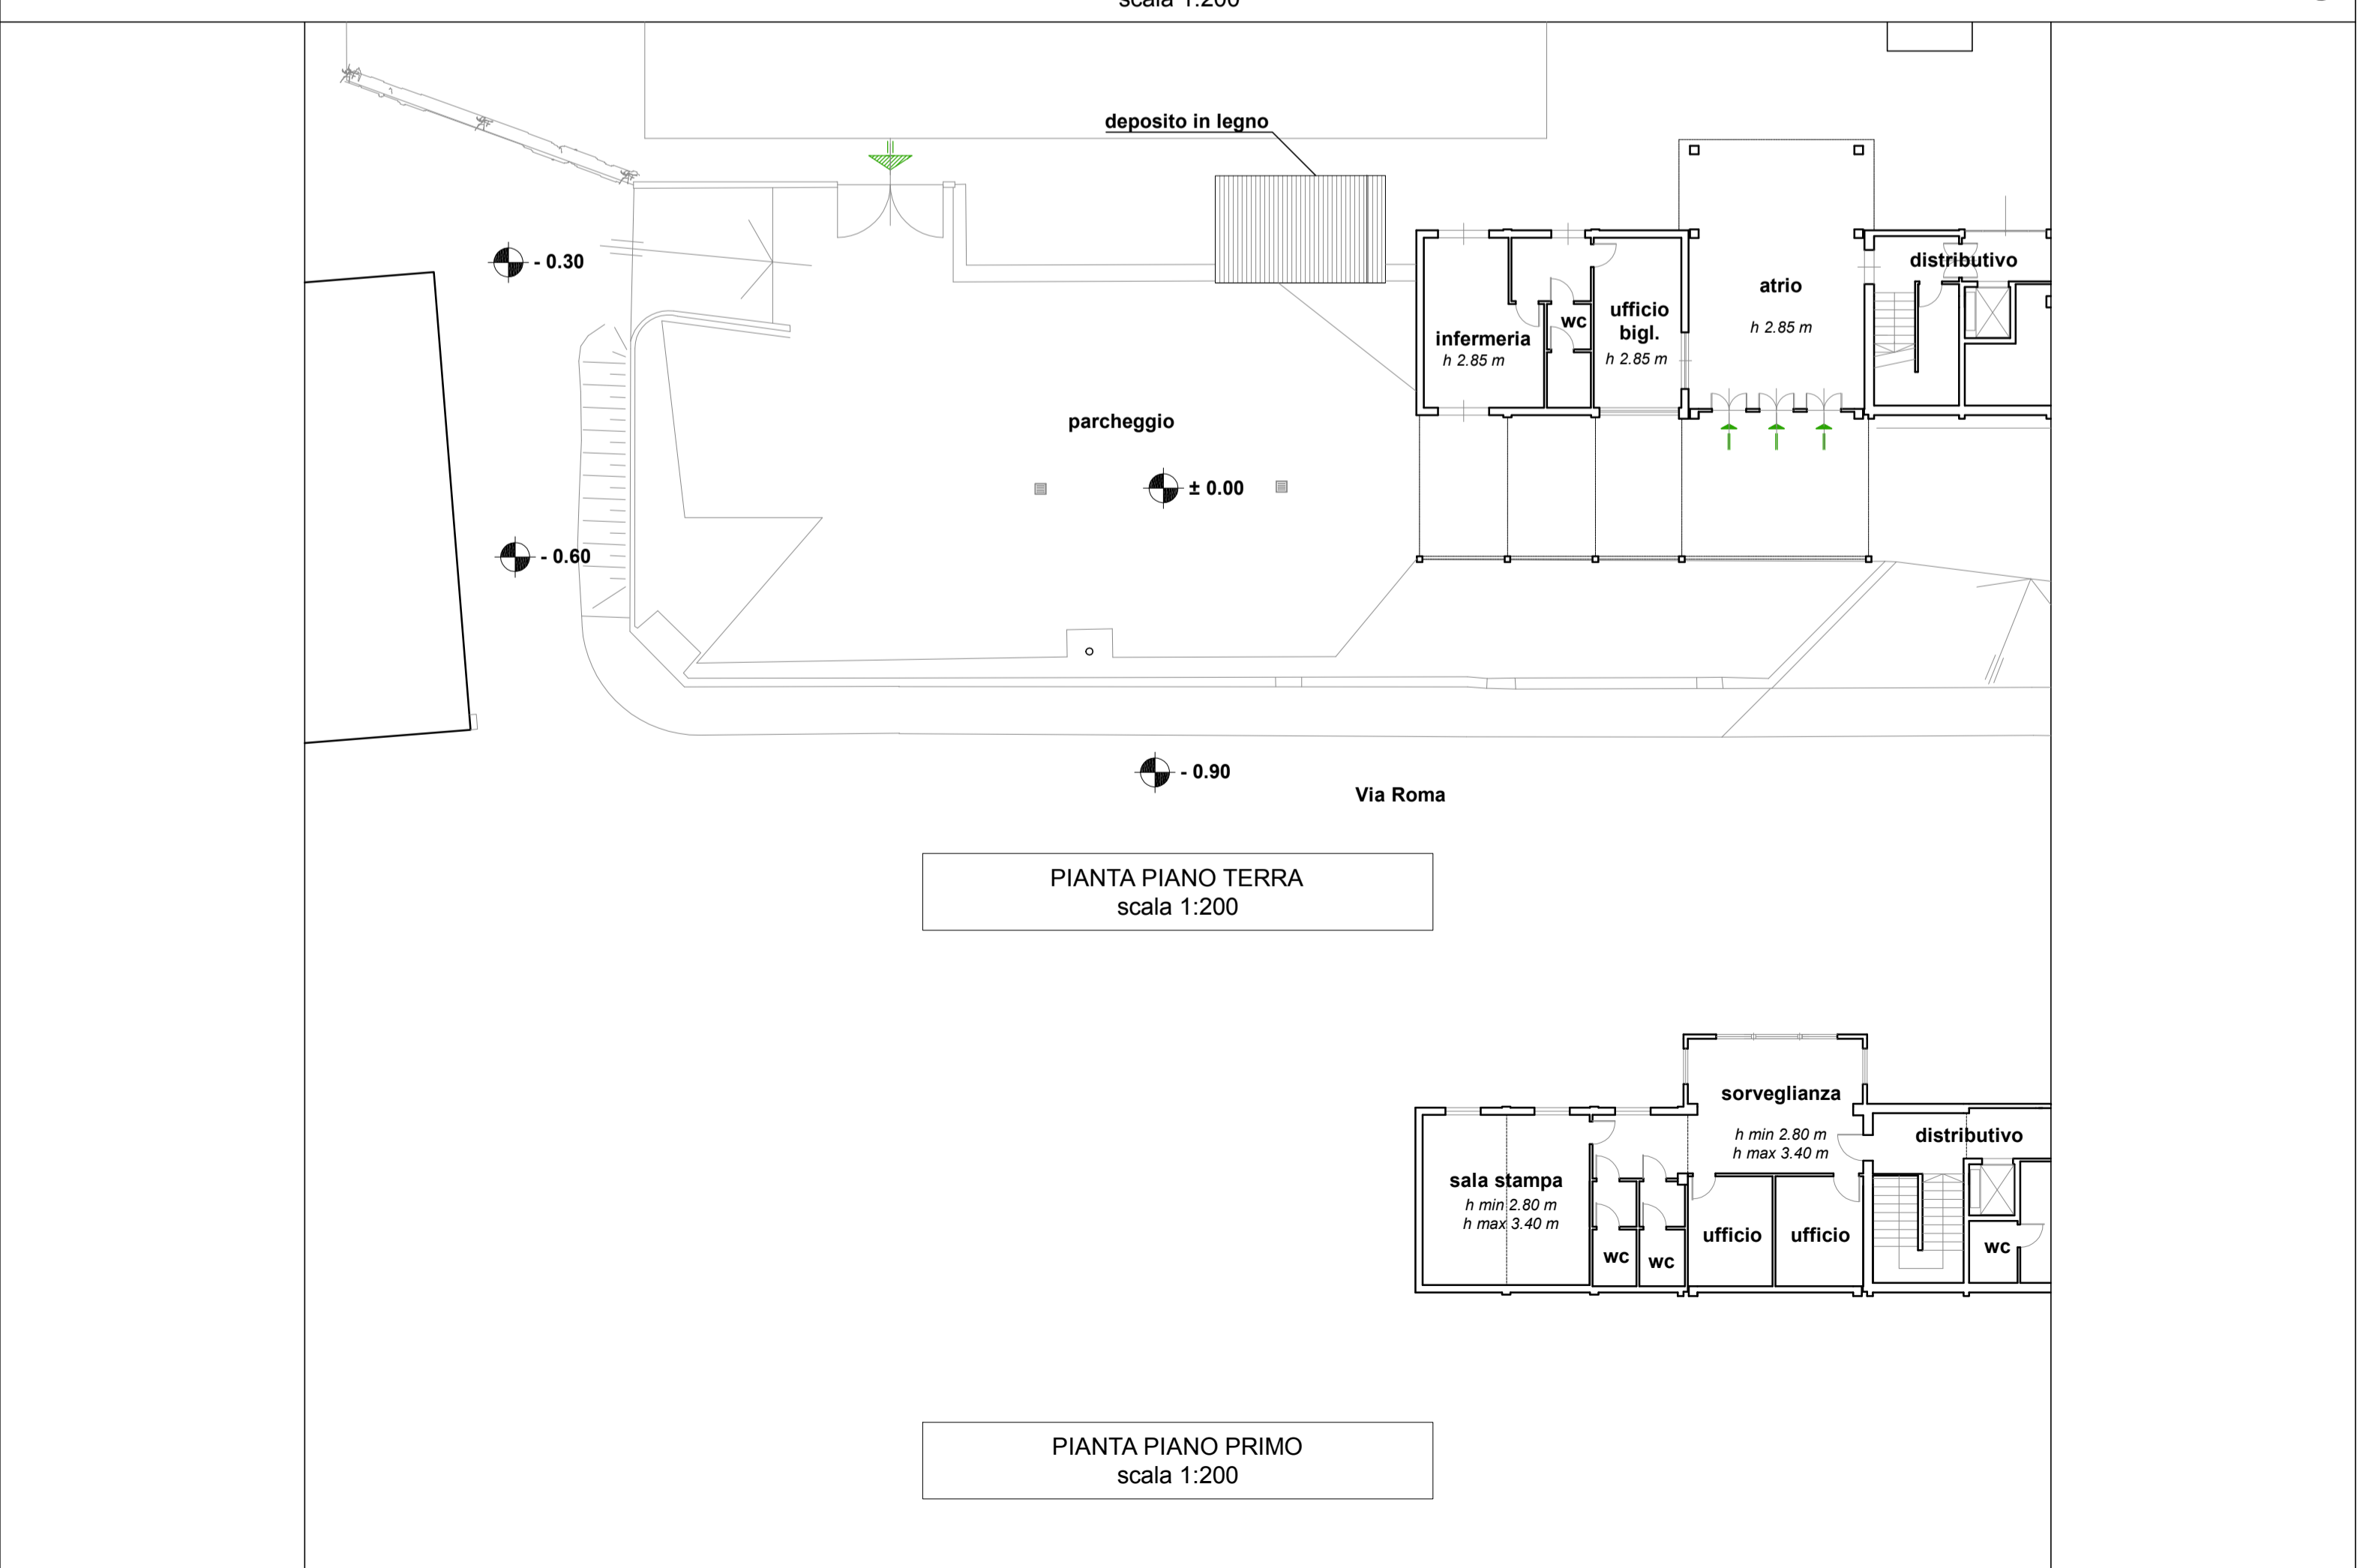 scala 1:200
deposito in legno
- 0.30
distributivo
atrio
h 2.85 m
ufficio
bigl.
h 2.85 m
wc
infermeria
h 2.85 m
parcheggio
± 0.00
- 0.60
- 0.90
Via Roma
PIANTA PIANO TERRA
scala 1:200
sorveglianza
h min 2.80 m
h max 3.40 m
distributivo
sala stampa
h min 2.80 m
h max 3.40 m
ufficio
ufficio
wc
wc
wc
PIANTA PIANO PRIMO
scala 1:200